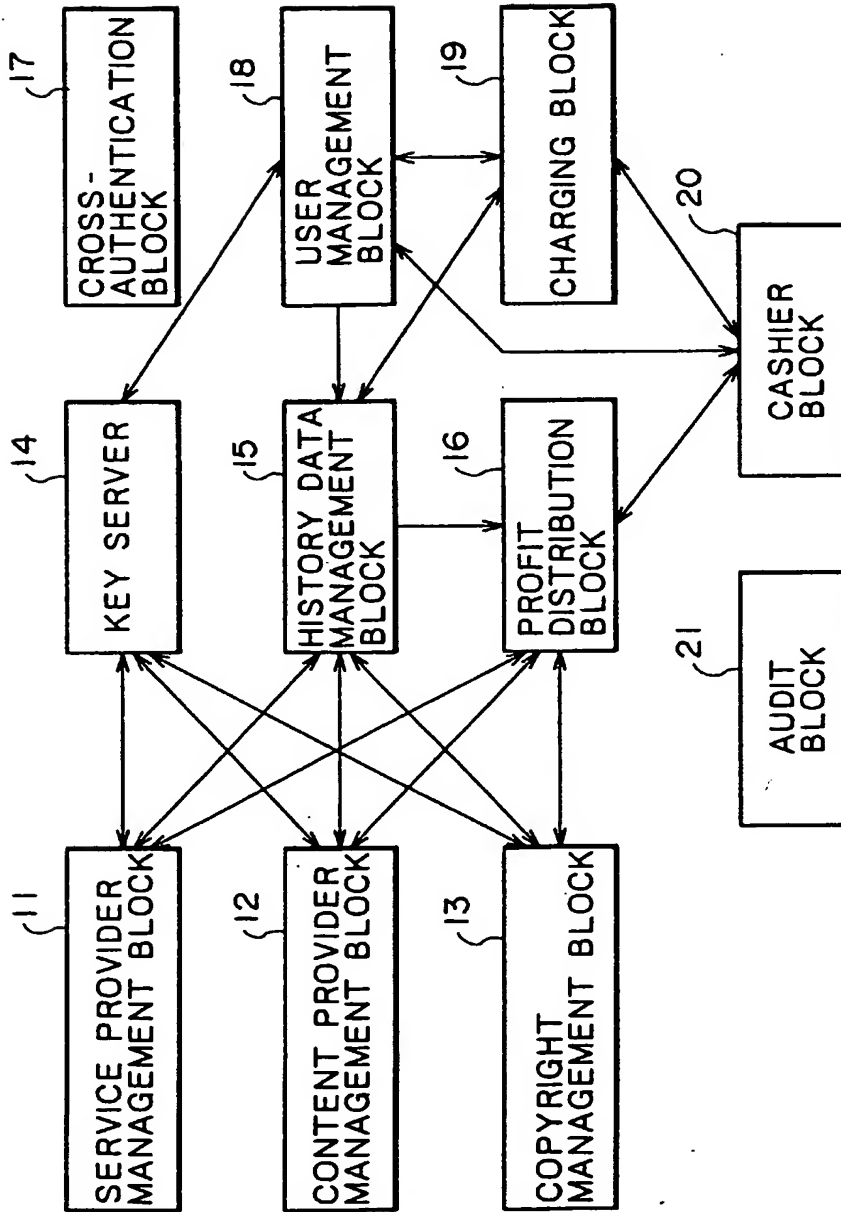 11
SERVICE PROVIDER
MANAGEMENT BLOCK
12
CONTENT PROVIDER
MANAGEMENT BLOCK
13
COPYRIGHT
MANAGEMENT BLOCK
14
KEY SERVER
15
HISTORY DATA
MANAGEMENT
BLOCK
16
PROFIT
DISTRIBUTION
BLOCK
17
CROSS-
AUTHENTICATION
BLOCK
18
USER
MANAGEMENT
BLOCK
19
CHARGING BLOCK
20
CASHIER
BLOCK
21
AUDIT
BLOCK